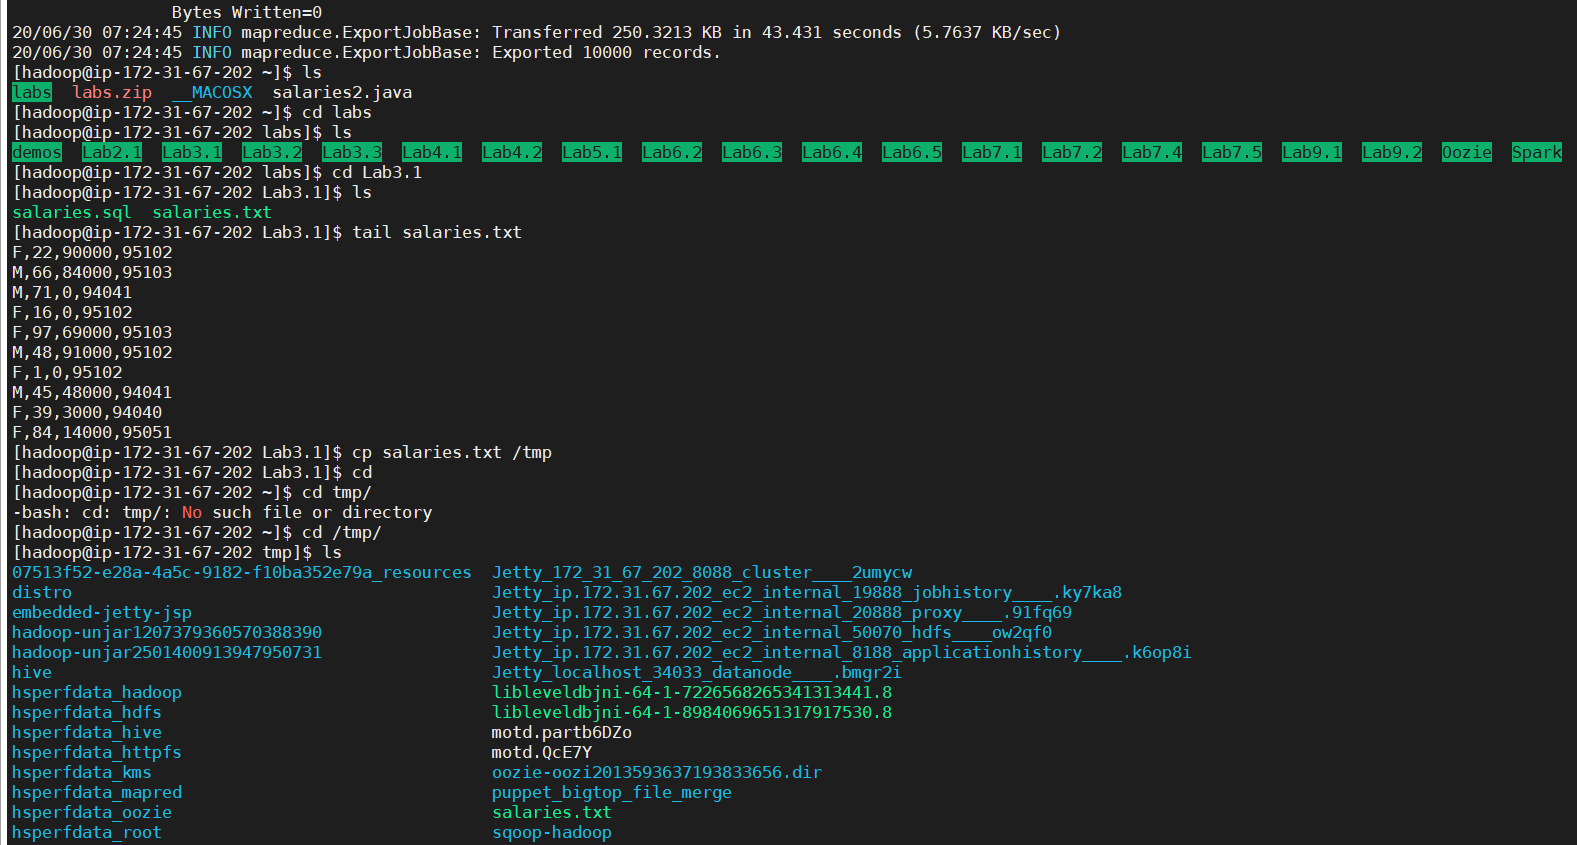 Bytes Written=0
20/06/30 07:24:45 INFO mapreduce.ExportJobBase: Transferred 250.3213 KB in 43.431 seconds (5.7637 KB/sec)
20/06/30 07:24:45 INFO mapreduce.ExportJobBase: Exported 10000 records.
[hadoop@ip-172-31-67-202 ~]$ ls
labs  labs.zip  __MACOSX  salaries2.java
[hadoop@ip-172-31-67-202 ~]$ cd labs
[hadoop@ip-172-31-67-202 labs]$ ls
demos  Lab2.1  Lab3.1  Lab3.2  Lab3.3  Lab4.1  Lab4.2  Lab5.1  Lab6.2  Lab6.3  Lab6.4  Lab6.5  Lab7.1  Lab7.2  Lab7.4  Lab7.5  Lab9.1  Lab9.2  Oozie  Spark
[hadoop@ip-172-31-67-202 labs]$ cd Lab3.1
[hadoop@ip-172-31-67-202 Lab3.1]$ ls
salaries.sql  salaries.txt
[hadoop@ip-172-31-67-202 Lab3.1]$ tail salaries.txt
F,22,90000,95102
M,66,84000,95103
M,71,0,94041
F,16,0,95102
F,97,69000,95103
M,48,91000,95102
F,1,0,95102
M,45,48000,94041
F,39,3000,94040
F,84,14000,95051
[hadoop@ip-172-31-67-202 Lab3.1]$ cp salaries.txt /tmp
[hadoop@ip-172-31-67-202 Lab3.1]$ cd
[hadoop@ip-172-31-67-202 ~]$ cd tmp/
-bash: cd: tmp/: No such file or directory
[hadoop@ip-172-31-67-202 ~]$ cd /tmp/
[hadoop@ip-172-31-67-202 tmp]$ ls
07513f52-e28a-4a5c-9182-f10ba352e79a_resources  Jetty_172_31_67_202_8088_cluster____2umycw
distro  Jetty_ip.172.31.67.202_ec2_internal_19888_jobhistory____.ky7ka8
embedded-jetty-jsp  Jetty_ip.172.31.67.202_ec2_internal_20888_proxy____.91fq69
hadoop-unjar1207379360570388390  Jetty_ip.172.31.67.202_ec2_internal_50070_hdfs____ow2qf0
hadoop-unjar2501400913947950731  Jetty_ip.172.31.67.202_ec2_internal_8188_applicationhistory____.k6op8i
hive  Jetty_localhost_34033_datanode____.bmgr2i
hsperfdata_hadoop  libleveldbjni-64-1-7226568265341313441.8
hsperfdata_hdfs  libleveldbjni-64-1-8984069651317917530.8
hsperfdata_hive  motd.partb6DZo
hsperfdata_httpfs  motd.QcE7Y
hsperfdata_kms  oozie-oozi2013593637193833656.dir
hsperfdata_mapred  puppet_bigtop_file_merge
hsperfdata_oozie  salaries.txt
hsperfdata_root  sqoop-hadoop